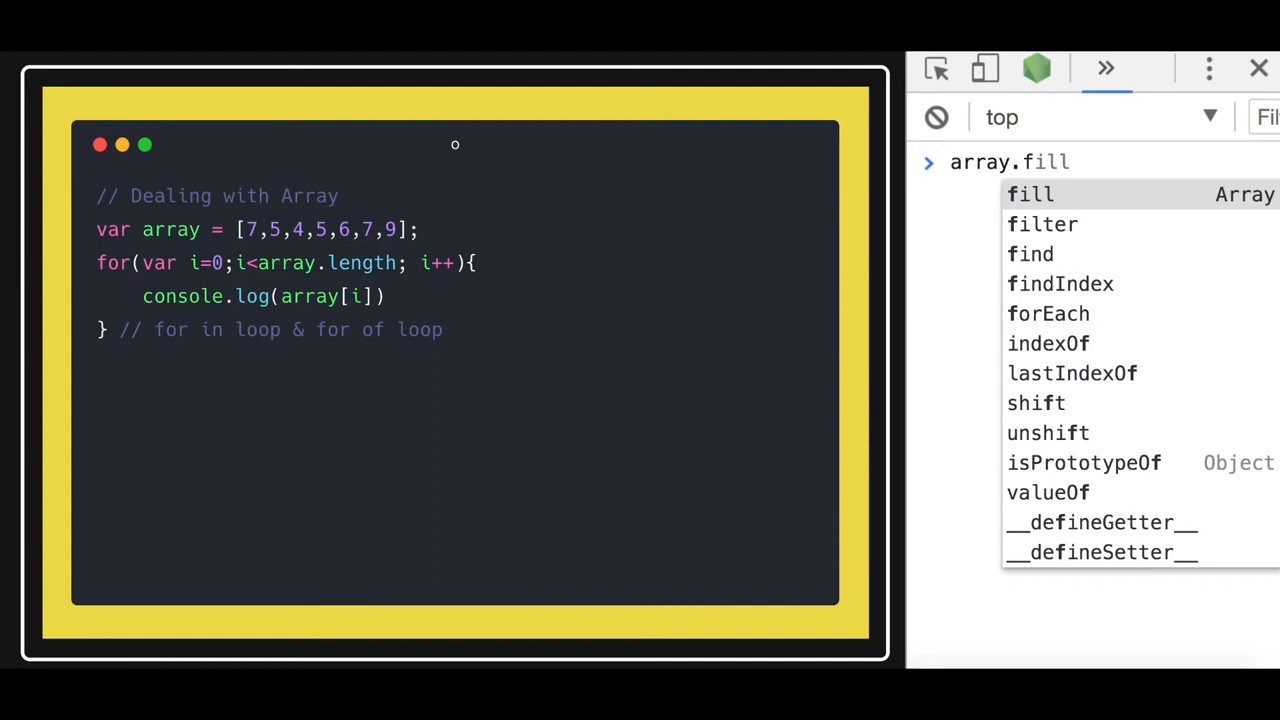 o
// Dealing with Array
var array = [7,5,4,5,6,7,9];
for(var i=0;i<array.length; i++){
    console.log(array[i])
} // for in loop & for of loop
top
Fil
array.fill
fill Array
filter
find
findIndex
forEach
indexOf
lastIndexOf
shift
unshift
isPrototypeOf Object
valueOf
__defineGetter__
__defineSetter__